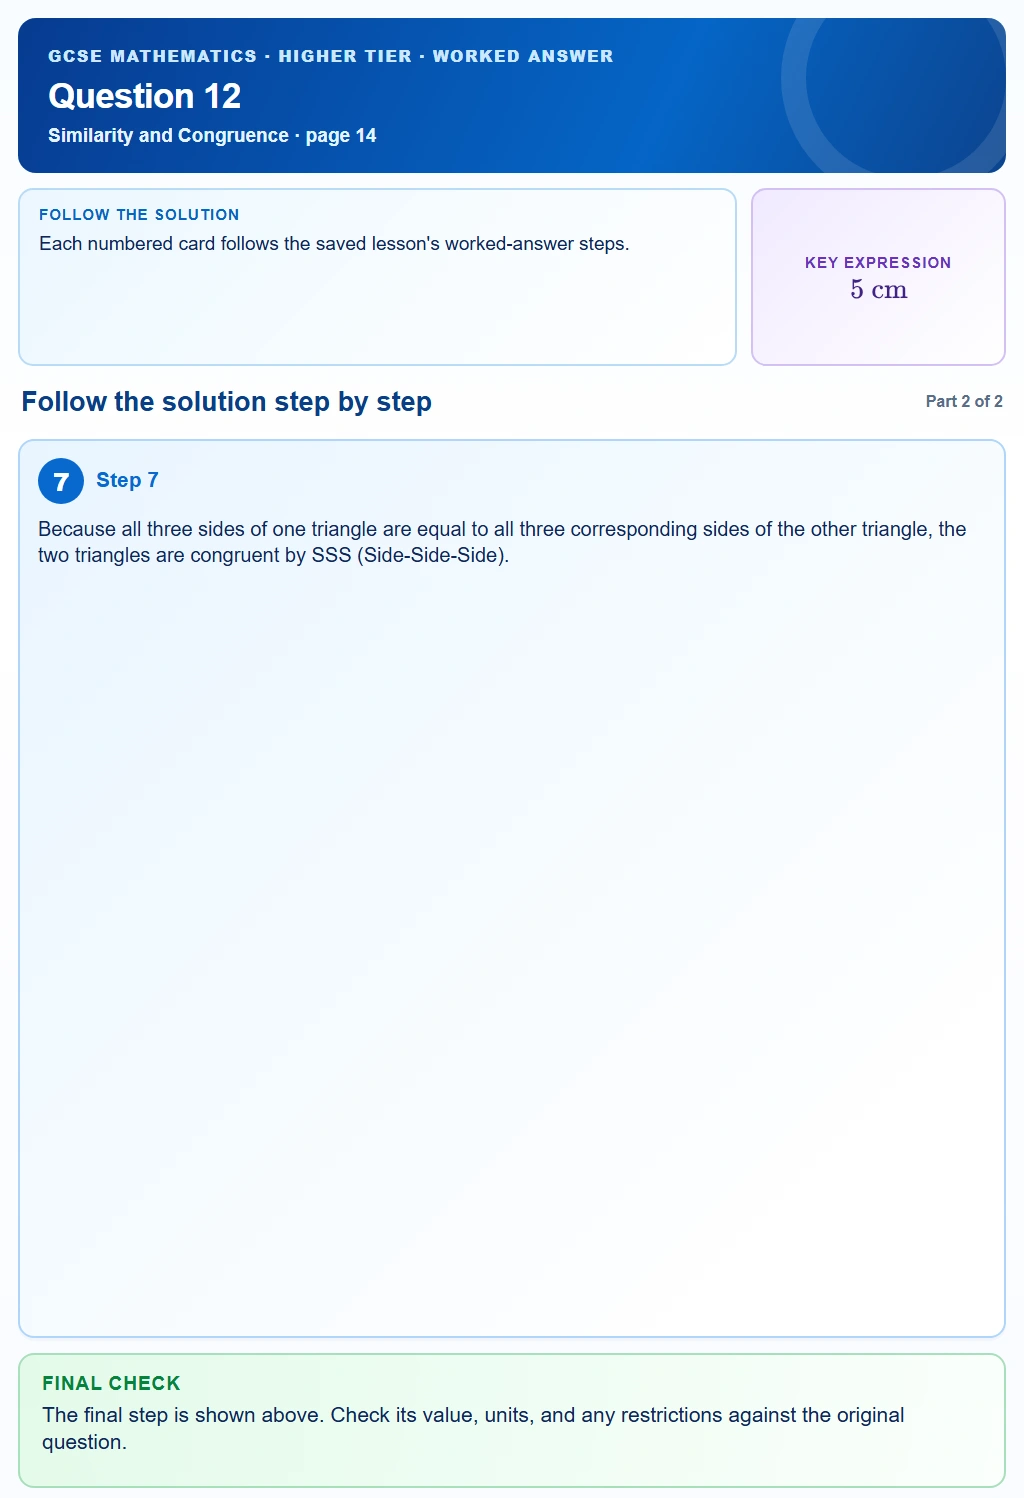 GCSE MATHEMATICS · HIGHER TIER · WORKED ANSWER
Question 12
Similarity and Congruence · page 14
FOLLOW THE SOLUTION
Each numbered card follows the saved lesson's worked-answer steps.
KEY EXPRESSION
5 cm
Follow the solution step by step
Part 2 of 2
7
Step 7
Because all three sides of one triangle are equal to all three corresponding sides of the other triangle, the
two triangles are congruent by SSS (Side-Side-Side).
FINAL CHECK
The final step is shown above. Check its value, units, and any restrictions against the original
question.